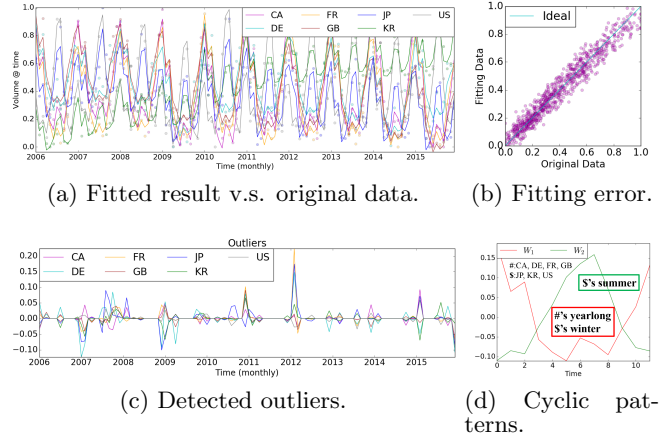 1.0
0.8
0.6
0.4
0.2
0.0
Volume @ time
CA FR JP US
DE GB KR
2006 2007 2008 2009 2010 2011 2012 2013 2014 2015
Time (monthly)
(a) Fitted result v.s. original data.
1.0
0.8
0.6
0.4
0.2
0.0
Fitting Data
Ideal
0.0 0.2 0.4 0.6 0.8 1.0
Original Data
(b) Fitting error.
Outliers
0.20
0.15
0.10
0.05
0.00
−0.05
−0.10
CA FR JP US
DE GB KR
2006 2007 2008 2009 2010 2011 2012 2013 2014 2015
Time (monthly)
(c) Detected outliers.
W1 W2
#:CA, DE, FR, GB
$:JP, KR, US
0.15
0.10
0.05
0.00
−0.05
−0.10
$'s summer
#'s yearlong
$'s winter
0 2 4 6 8 10
Time
(d) Cyclic pat-
terns.